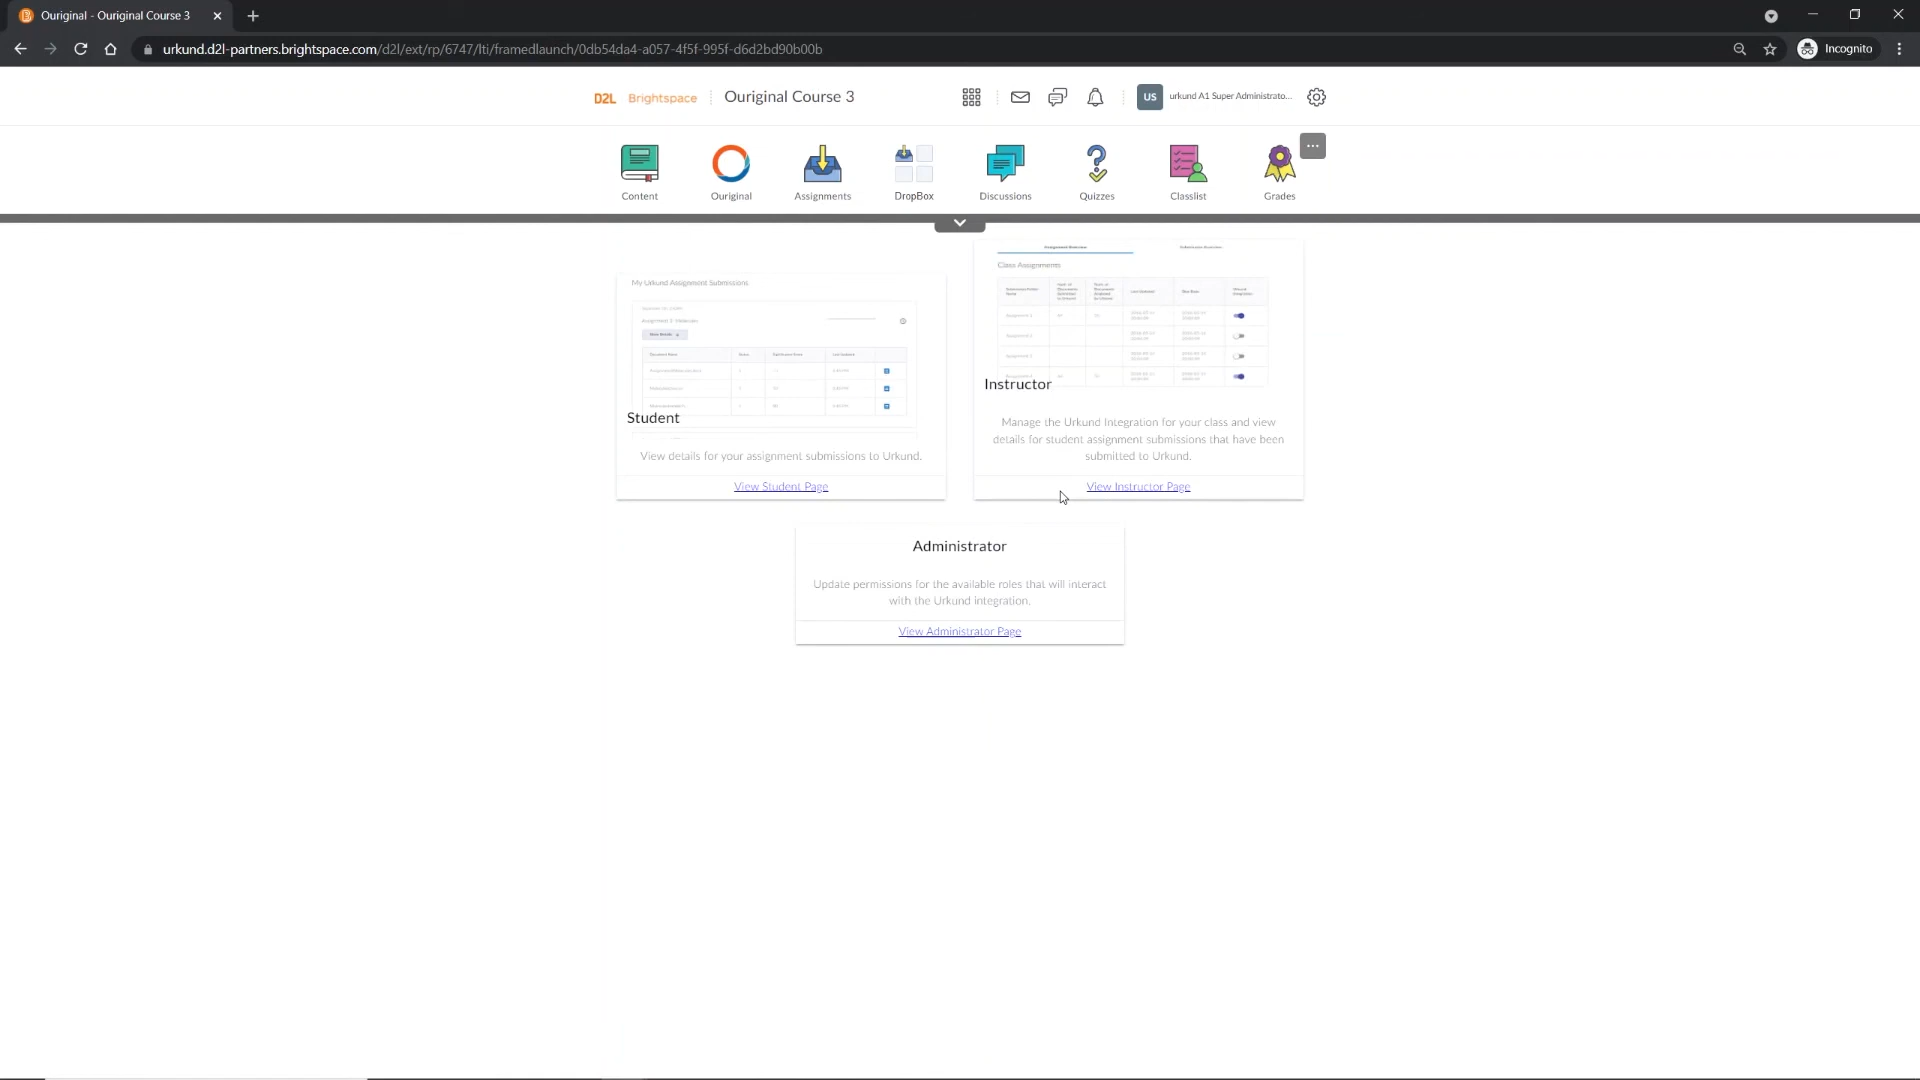 Ouriginal - Ouriginal Course 3
urkund.d2l-partners.brightspace.com/d2l/ext/rp/6747/lti/framedlaunch/0db54da4-a057-4f5f-995f-d6d2bd90b00b
Incognito
D2L Brightspace
Ouriginal Course 3
US
urkund A1 Super Administrato...
Content
Ouriginal
Assignments
DropBox
Discussions
Quizzes
Classlist
Grades
My Urkund Assignment Submissions
Student
View details for your assignment submissions to Urkund.
View Student Page
Assignment Overview
Submission Overview
Class Assignments
Instructor
Manage the Urkund Integration for your class and view
details for student assignment submissions that have been
submitted to Urkund.
View Instructor Page
Administrator
Update permissions for the available roles that will interact
with the Urkund integration.
View Administrator Page